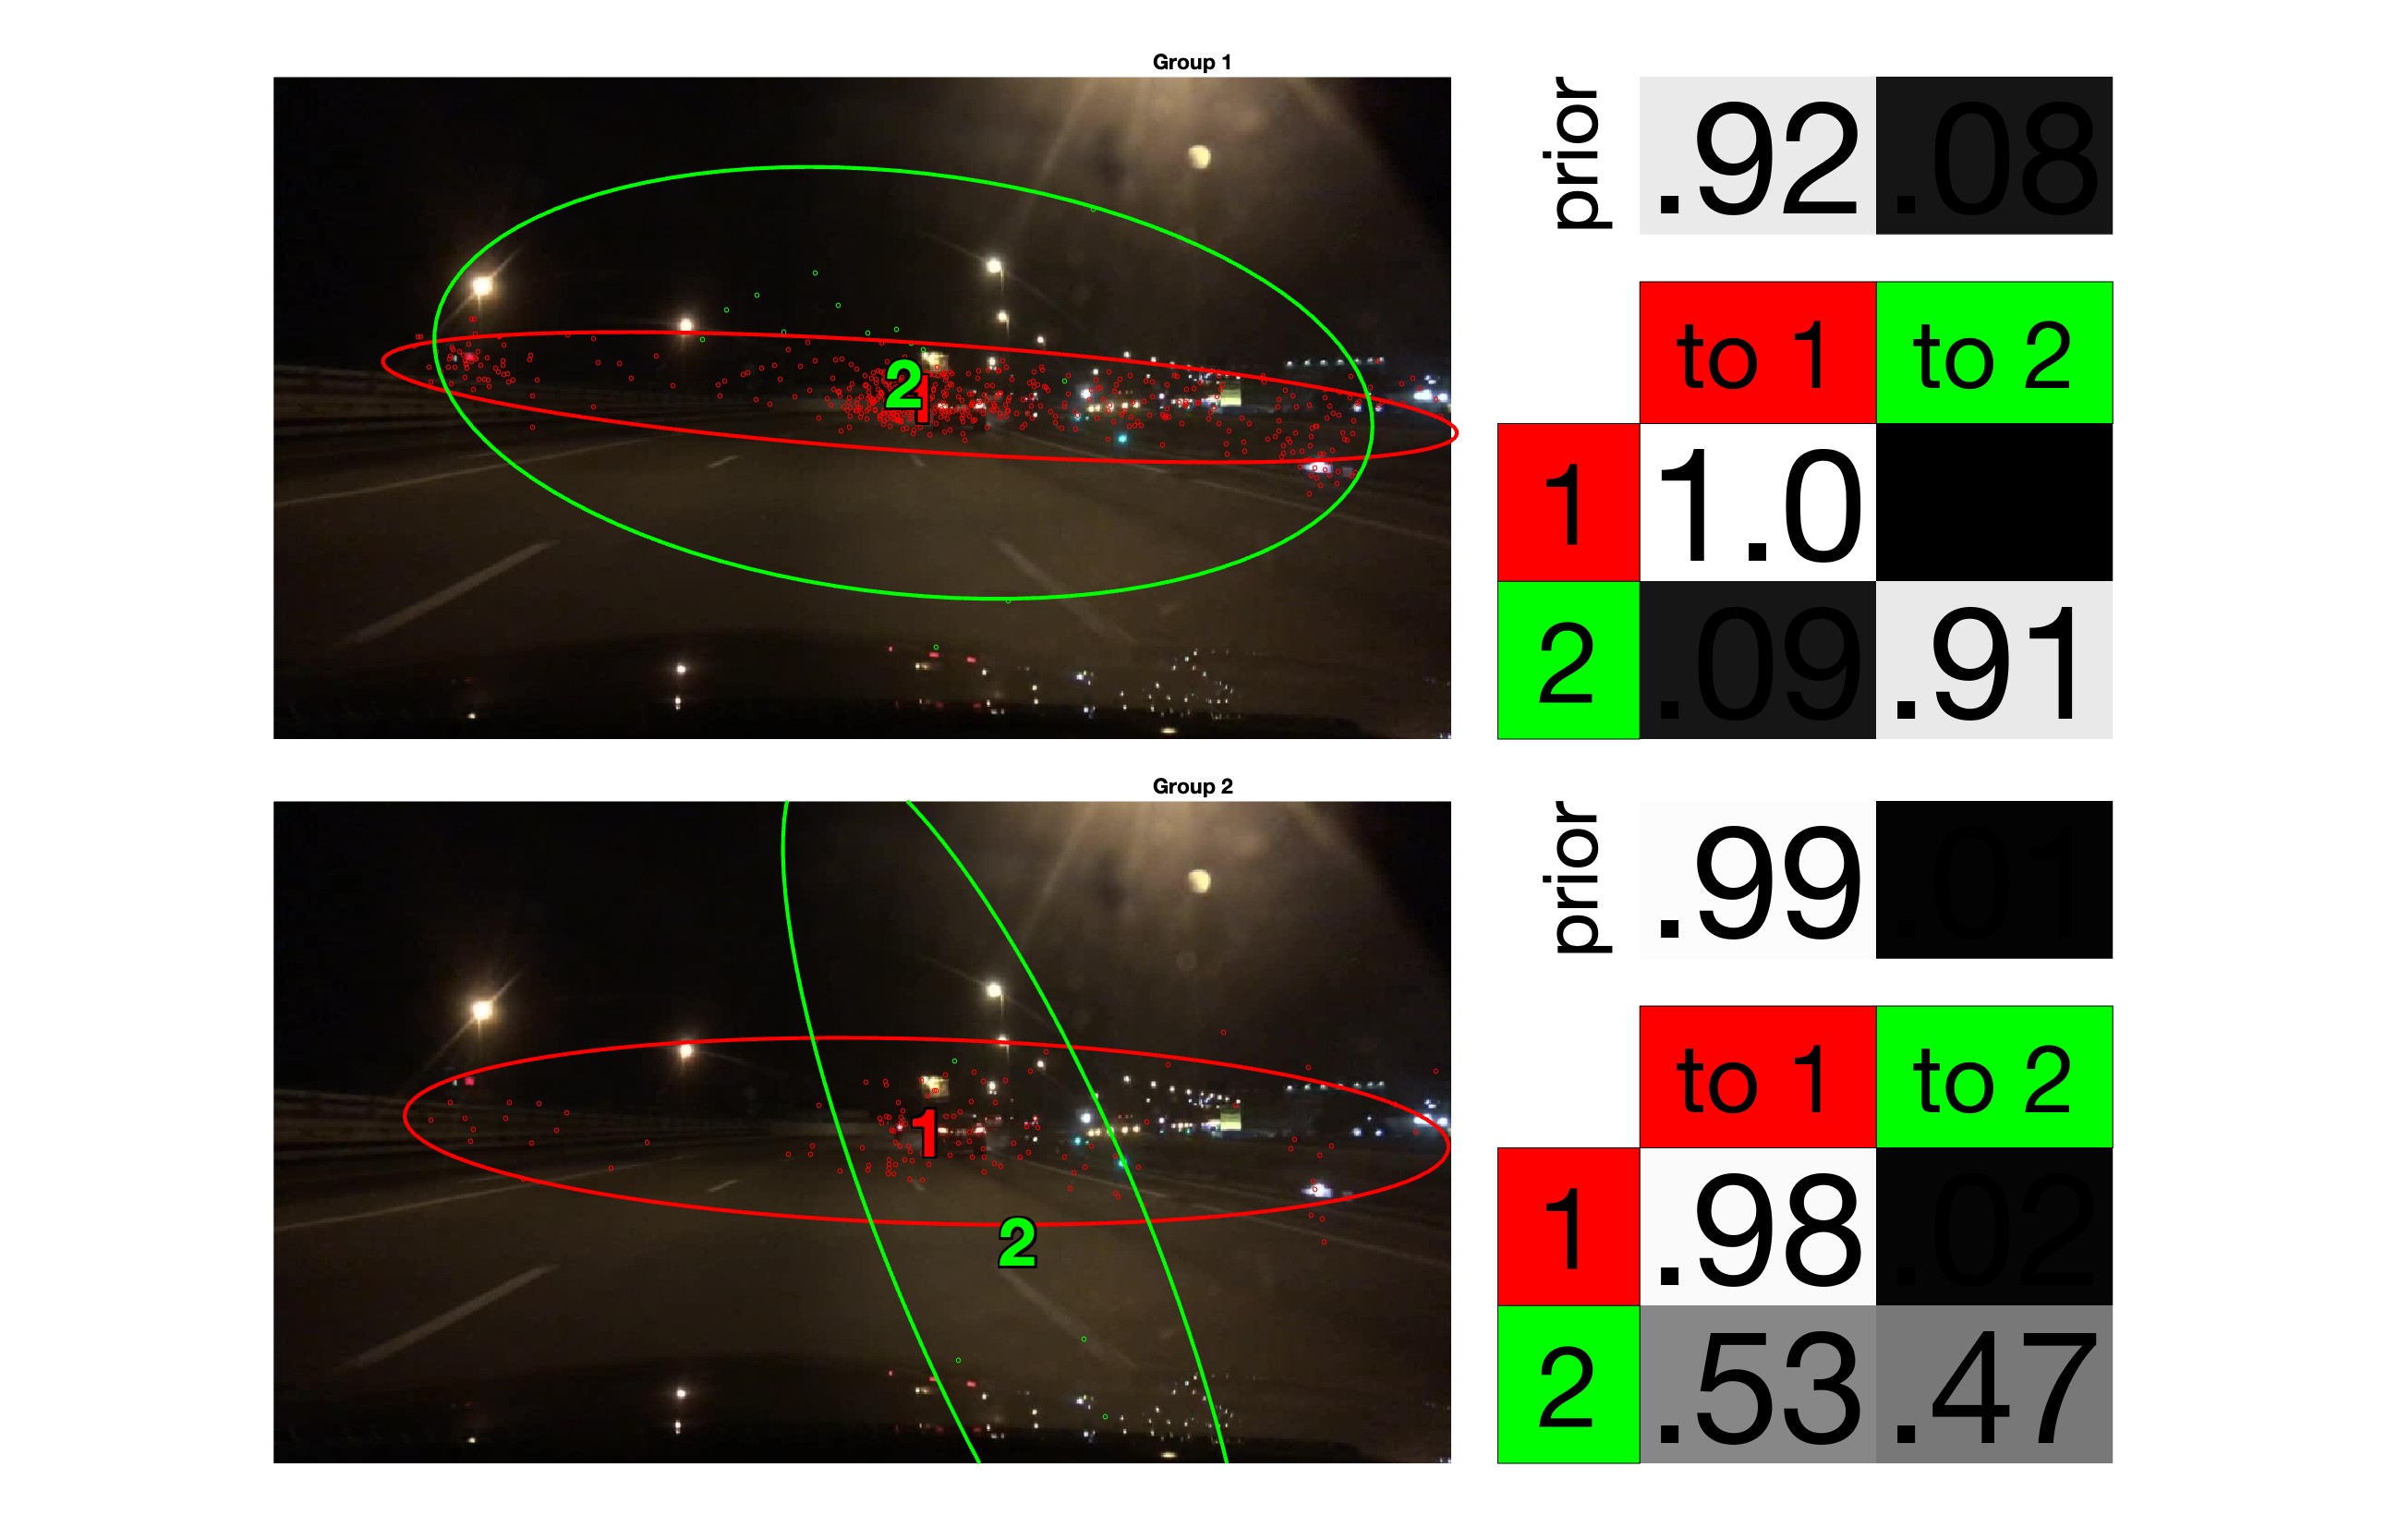 Group 1
prior .92 .08
to 1 to 2
1 1.0
2 .09 .91
2
1
Group 2
prior .99 .01
to 1 to 2
1 .98 .02
2 .53 .47
1
2